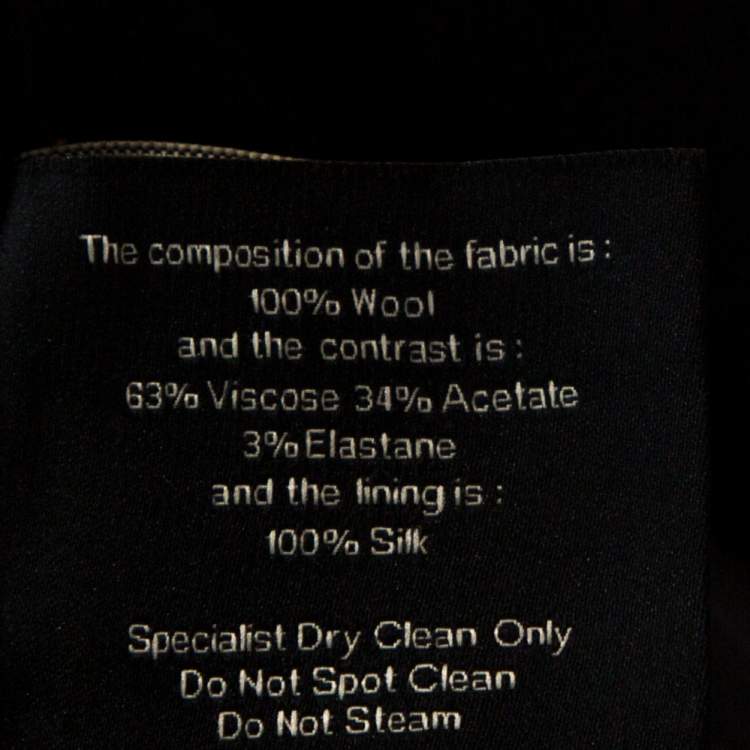 The composition of the fabric is :
100% Wool
and the contrast is :
63% Viscose 34% Acetate
3% Elastane
and the lining is :
100% Silk
Specialist Dry Clean Only
Do Not Spot Clean
Do Not Steam